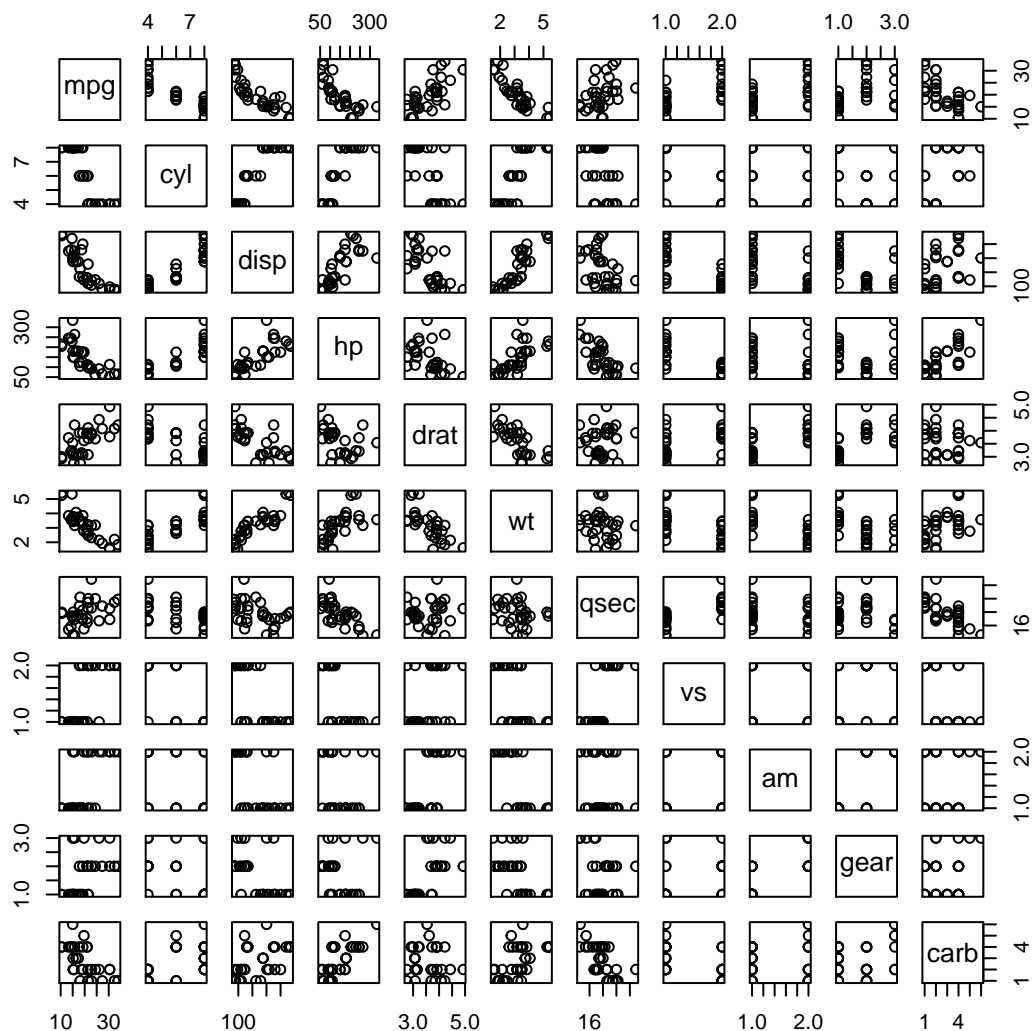 4 7 50 300 2 5 1.0 2.0 1.0 3.0
mpg 10 30
4 7 cyl
disp 100
50 300 hp
drat 3.0 5.0
2 5 wt
qsec 16
1.0 2.0 vs
am 1.0 2.0
1.0 3.0 gear
carb 1 4
10 30 100 3.0 5.0 16 1.0 2.0 1 4